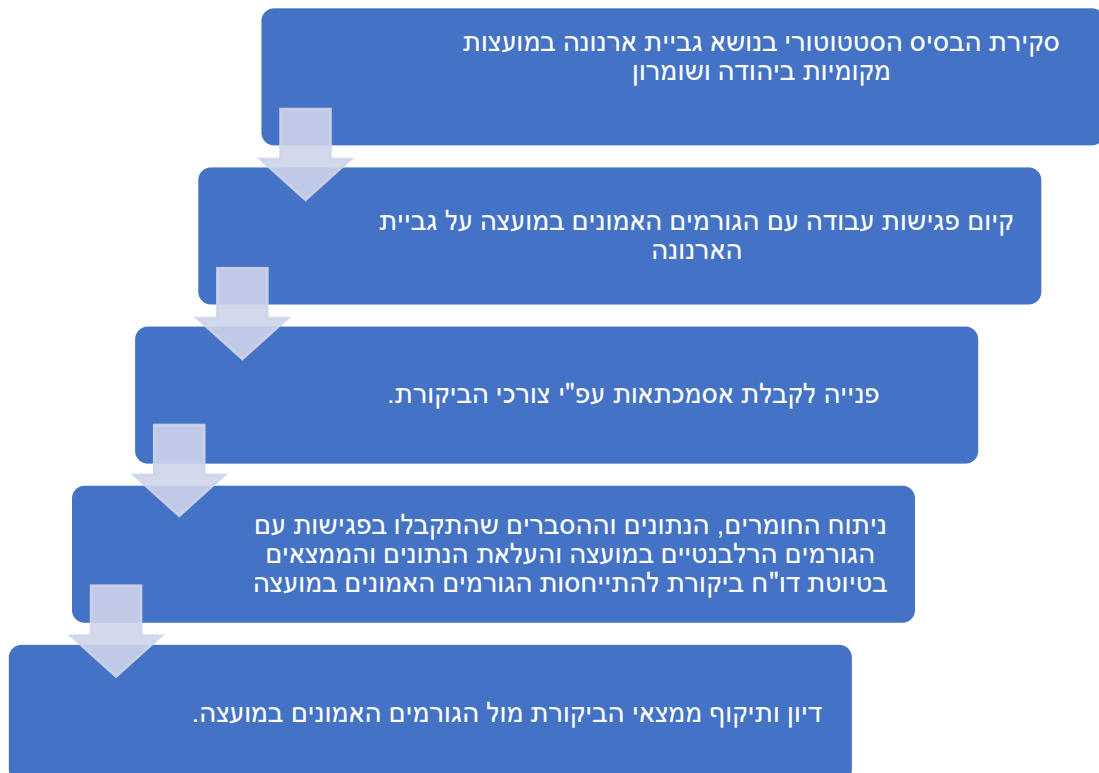 סקירת הבסיס הסטטוטורי בנושא גביית ארנונה במועצות
מקומיות ביהודה ושומרון
קיום פגישות עבודה עם הגורמים האמונים במועצה על גביית
הארנונה
פנייה לקבלת אסמכתאות עפ"י צורכי הביקורת.
ניתוח החומרים, הנתונים וההסברים שהתקבלו בפגישות עם
הגורמים הרלבנטיים במועצה והעלאת הנתונים והממצאים
בטיוטת דו"ח ביקורת להתייחסות הגורמים האמונים במועצה
דיון ותיקוף ממצאי הביקורת מול הגורמים האמונים במועצה.